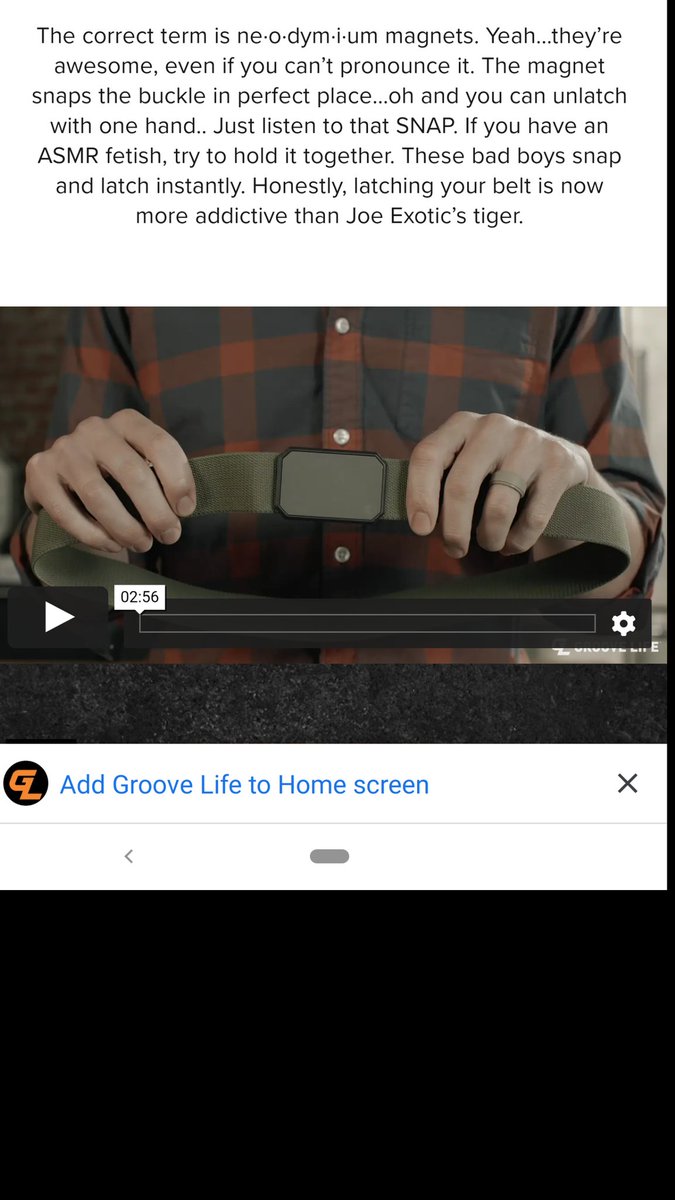 The correct term is ne·o·dym·i·um magnets. Yeah...they’re
awesome, even if you can’t pronounce it. The magnet
snaps the buckle in perfect place...oh and you can unlatch
with one hand.. Just listen to that SNAP. If you have an
ASMR fetish, try to hold it together. These bad boys snap
and latch instantly. Honestly, latching your belt is now
more addictive than Joe Exotic’s tiger.
02:56
GROOVE LIFE
GL Add Groove Life to Home screen